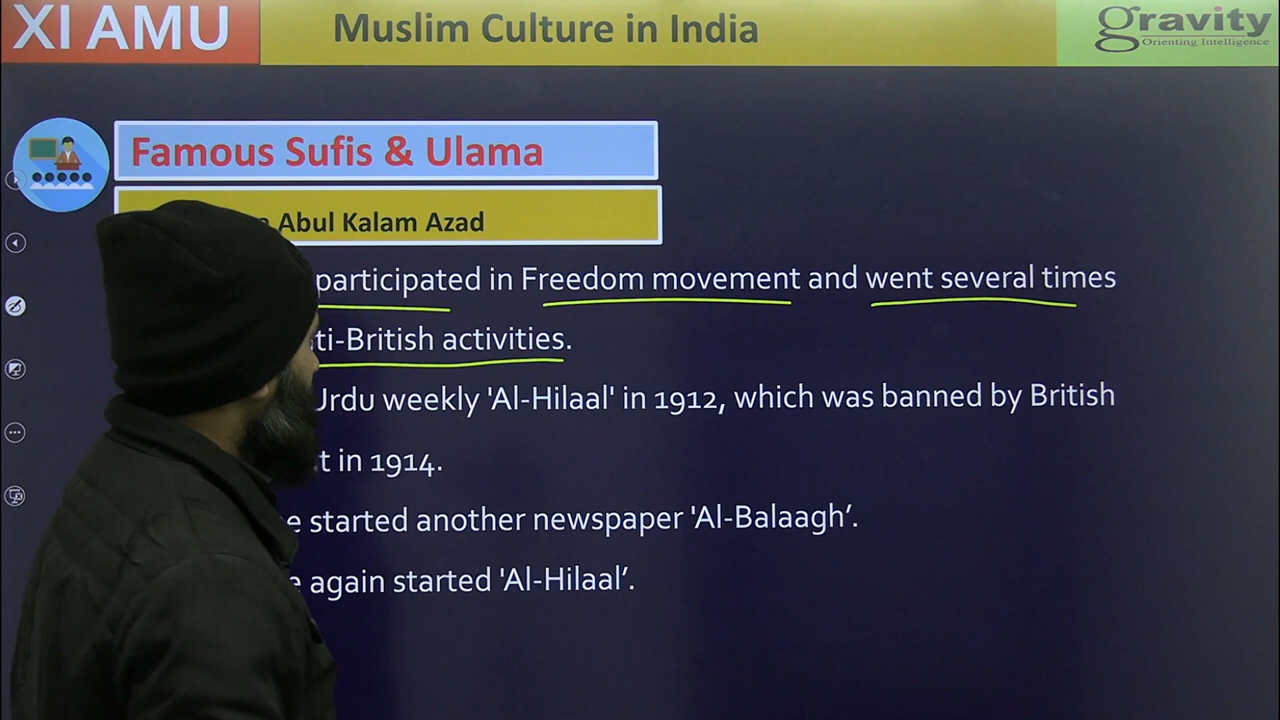 XI AMU
Muslim Culture in India
gravity
Orienting Intelligence
Famous Sufis & Ulama
Abul Kalam Azad
participated in Freedom movement and went several times
ti-British activities.
Urdu weekly 'Al-Hilaal' in 1912, which was banned by British
t in 1914.
e started another newspaper 'Al-Balaagh’.
e again started 'Al-Hilaal’.